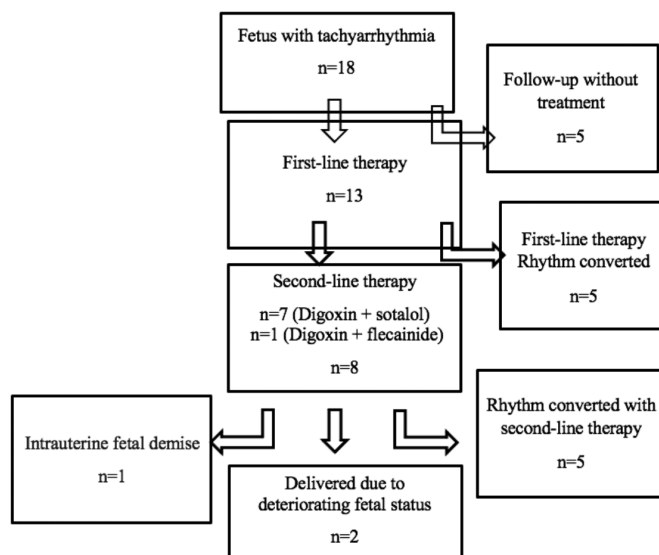 Fetus with tachyarrhythmia
n=18
Follow-up without
treatment
n=5
First-line therapy
n=13
First-line therapy
Rhythm converted
n=5
Second-line therapy
n=7 (Digoxin + sotalol)
n=1 (Digoxin + flecainide)
n=8
Intrauterine fetal demise
n=1
Delivered due to
deteriorating fetal status
n=2
Rhythm converted with
second-line therapy
n=5